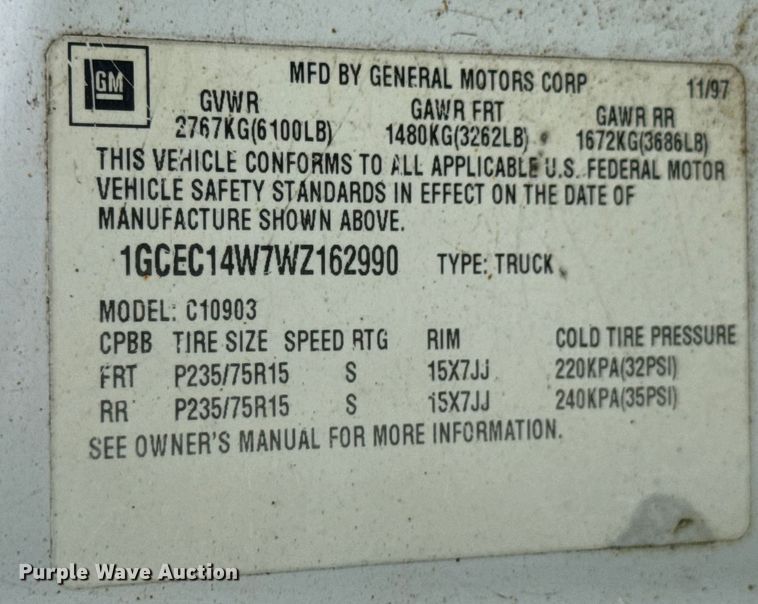 GM
MFD BY GENERAL MOTORS CORP 11/97
GVWR GAWR FRT GAWR RR
2767KG(6100LB) 1480KG(3262LB) 1672KG(3686LB)
THIS VEHICLE CONFORMS TO ALL APPLICABLE U.S. FEDERAL MOTOR
VEHICLE SAFETY STANDARDS IN EFFECT ON THE DATE OF
MANUFACTURE SHOWN ABOVE.
1GCEC14W7WZ162990 TYPE: TRUCK
MODEL: C10903
CPBB TIRE SIZE SPEED RTG RIM COLD TIRE PRESSURE
FRT P235/75R15 S 15X7JJ 220KPA(32PSI)
RR P235/75R15 S 15X7JJ 240KPA(35PSI)
SEE OWNER'S MANUAL FOR MORE INFORMATION.
Purple Wave Auction